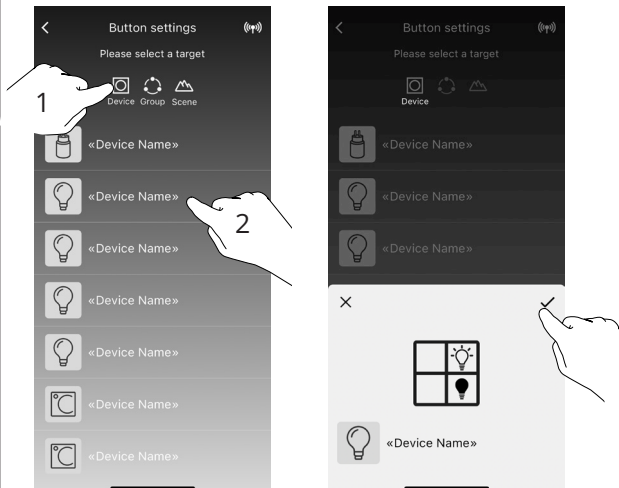 Button settings
Please select a target
Device Group Scene
1
«Device Name»
«Device Name»
2
«Device Name»
«Device Name»
«Device Name»
°C «Device Name»
°C «Device Name»
Button settings
Please select a target
Device
«Device Name»
«Device Name»
«Device Name»
«Device Name»